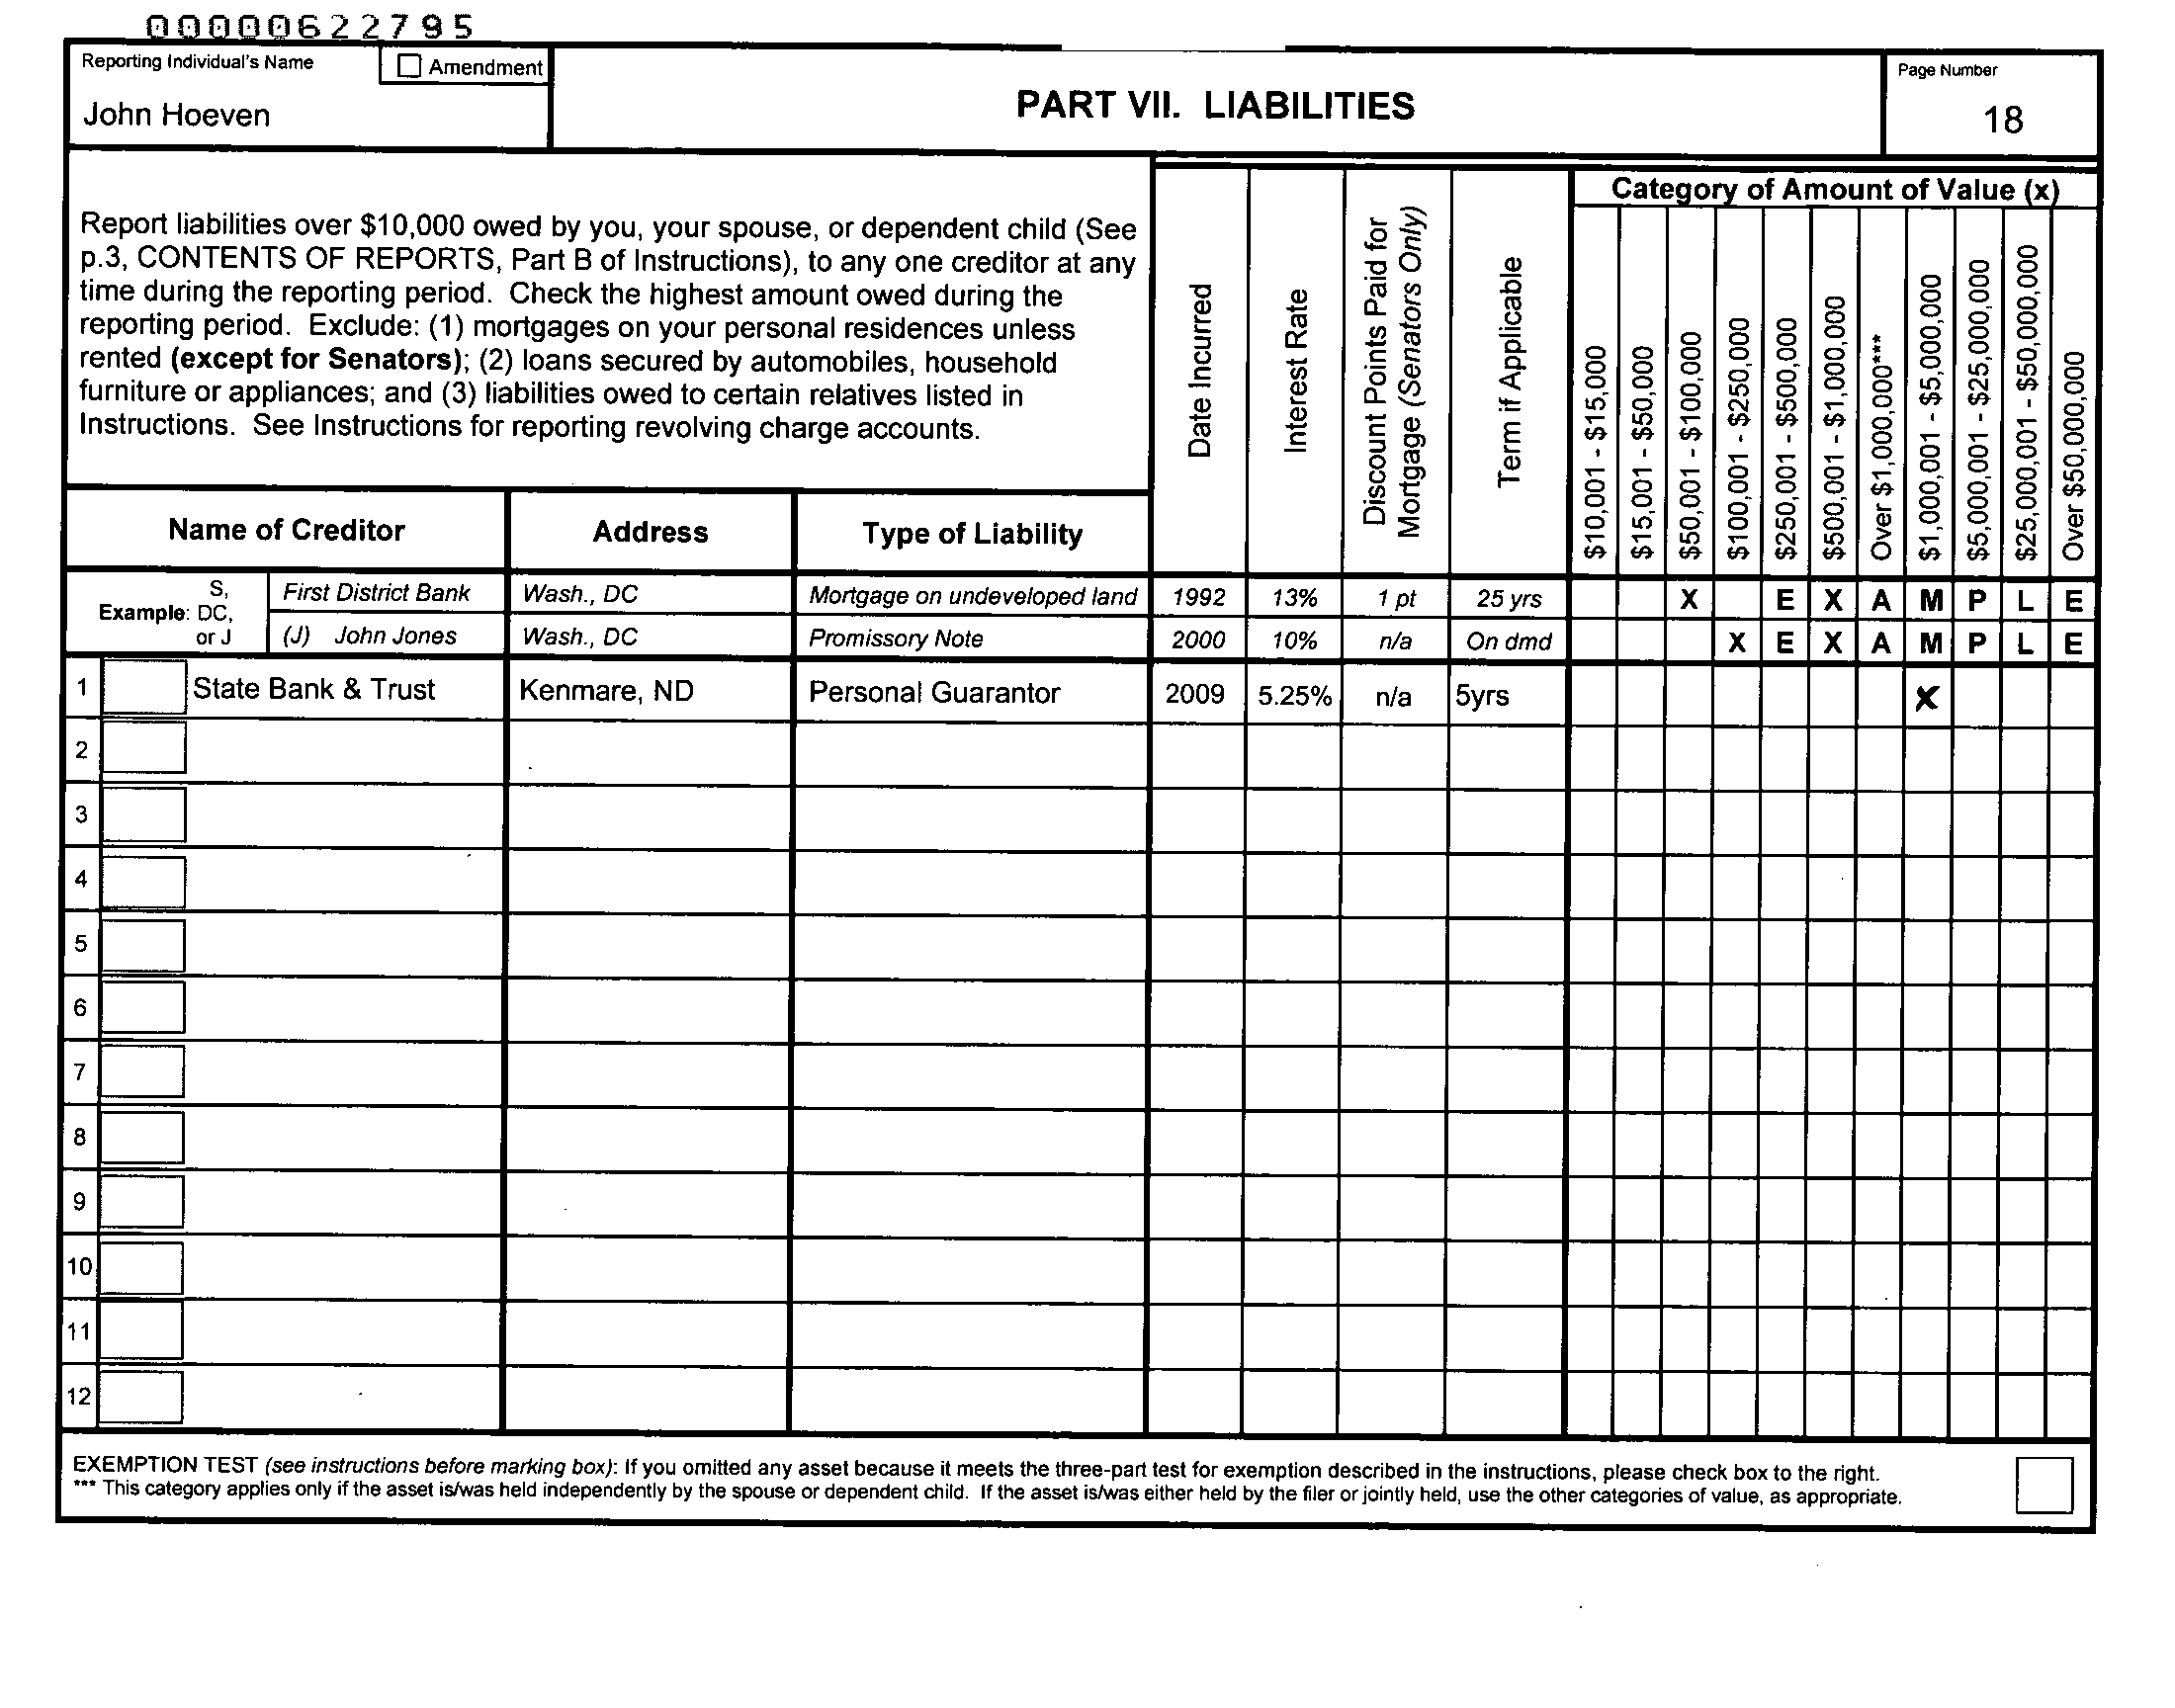 00000622795
Reporting Individual's Name
Amendment
John Hoeven
PART VII. LIABILITIES
Page Number
18
Report liabilities over $10,000 owed by you, your spouse, or dependent child (See
p.3, CONTENTS OF REPORTS, Part B of Instructions), to any one creditor at any
time during the reporting period. Check the highest amount owed during the
reporting period. Exclude: (1) mortgages on your personal residences unless
rented (except for Senators); (2) loans secured by automobiles, household
furniture or appliances; and (3) liabilities owed to certain relatives listed in
Instructions. See Instructions for reporting revolving charge accounts.
Date Incurred
Interest Rate
Discount Points Paid for
Mortgage (Senators Only)
Term if Applicable
Category of Amount of Value (x)
$10,001 - $15,000
$15,001 - $50,000
$50,001 - $100,000
$100,001 - $250,000
$250,001 - $500,000
$500,001 - $1,000,000
Over $1,000,000***
$1,000,001 - $5,000,000
$5,000,001 - $25,000,000
$25,000,001 - $50,000,000
Over $50,000,000
Name of Creditor Address Type of Liability
Example: S, DC, or J
First District Bank Wash., DC Mortgage on undeveloped land 1992 13% 1 pt 25 yrs X E X A M P L E
(J) John Jones Wash., DC Promissory Note 2000 10% n/a On dmd X E X A M P L E
1 State Bank & Trust Kenmare, ND Personal Guarantor 2009 5.25% n/a 5yrs X
2
3
4
5
6
7
8
9
10
11
12
EXEMPTION TEST (see instructions before marking box): If you omitted any asset because it meets the three-part test for exemption described in the instructions, please check box to the right.
*** This category applies only if the asset is/was held independently by the spouse or dependent child. If the asset is/was either held by the filer or jointly held, use the other categories of value, as appropriate.